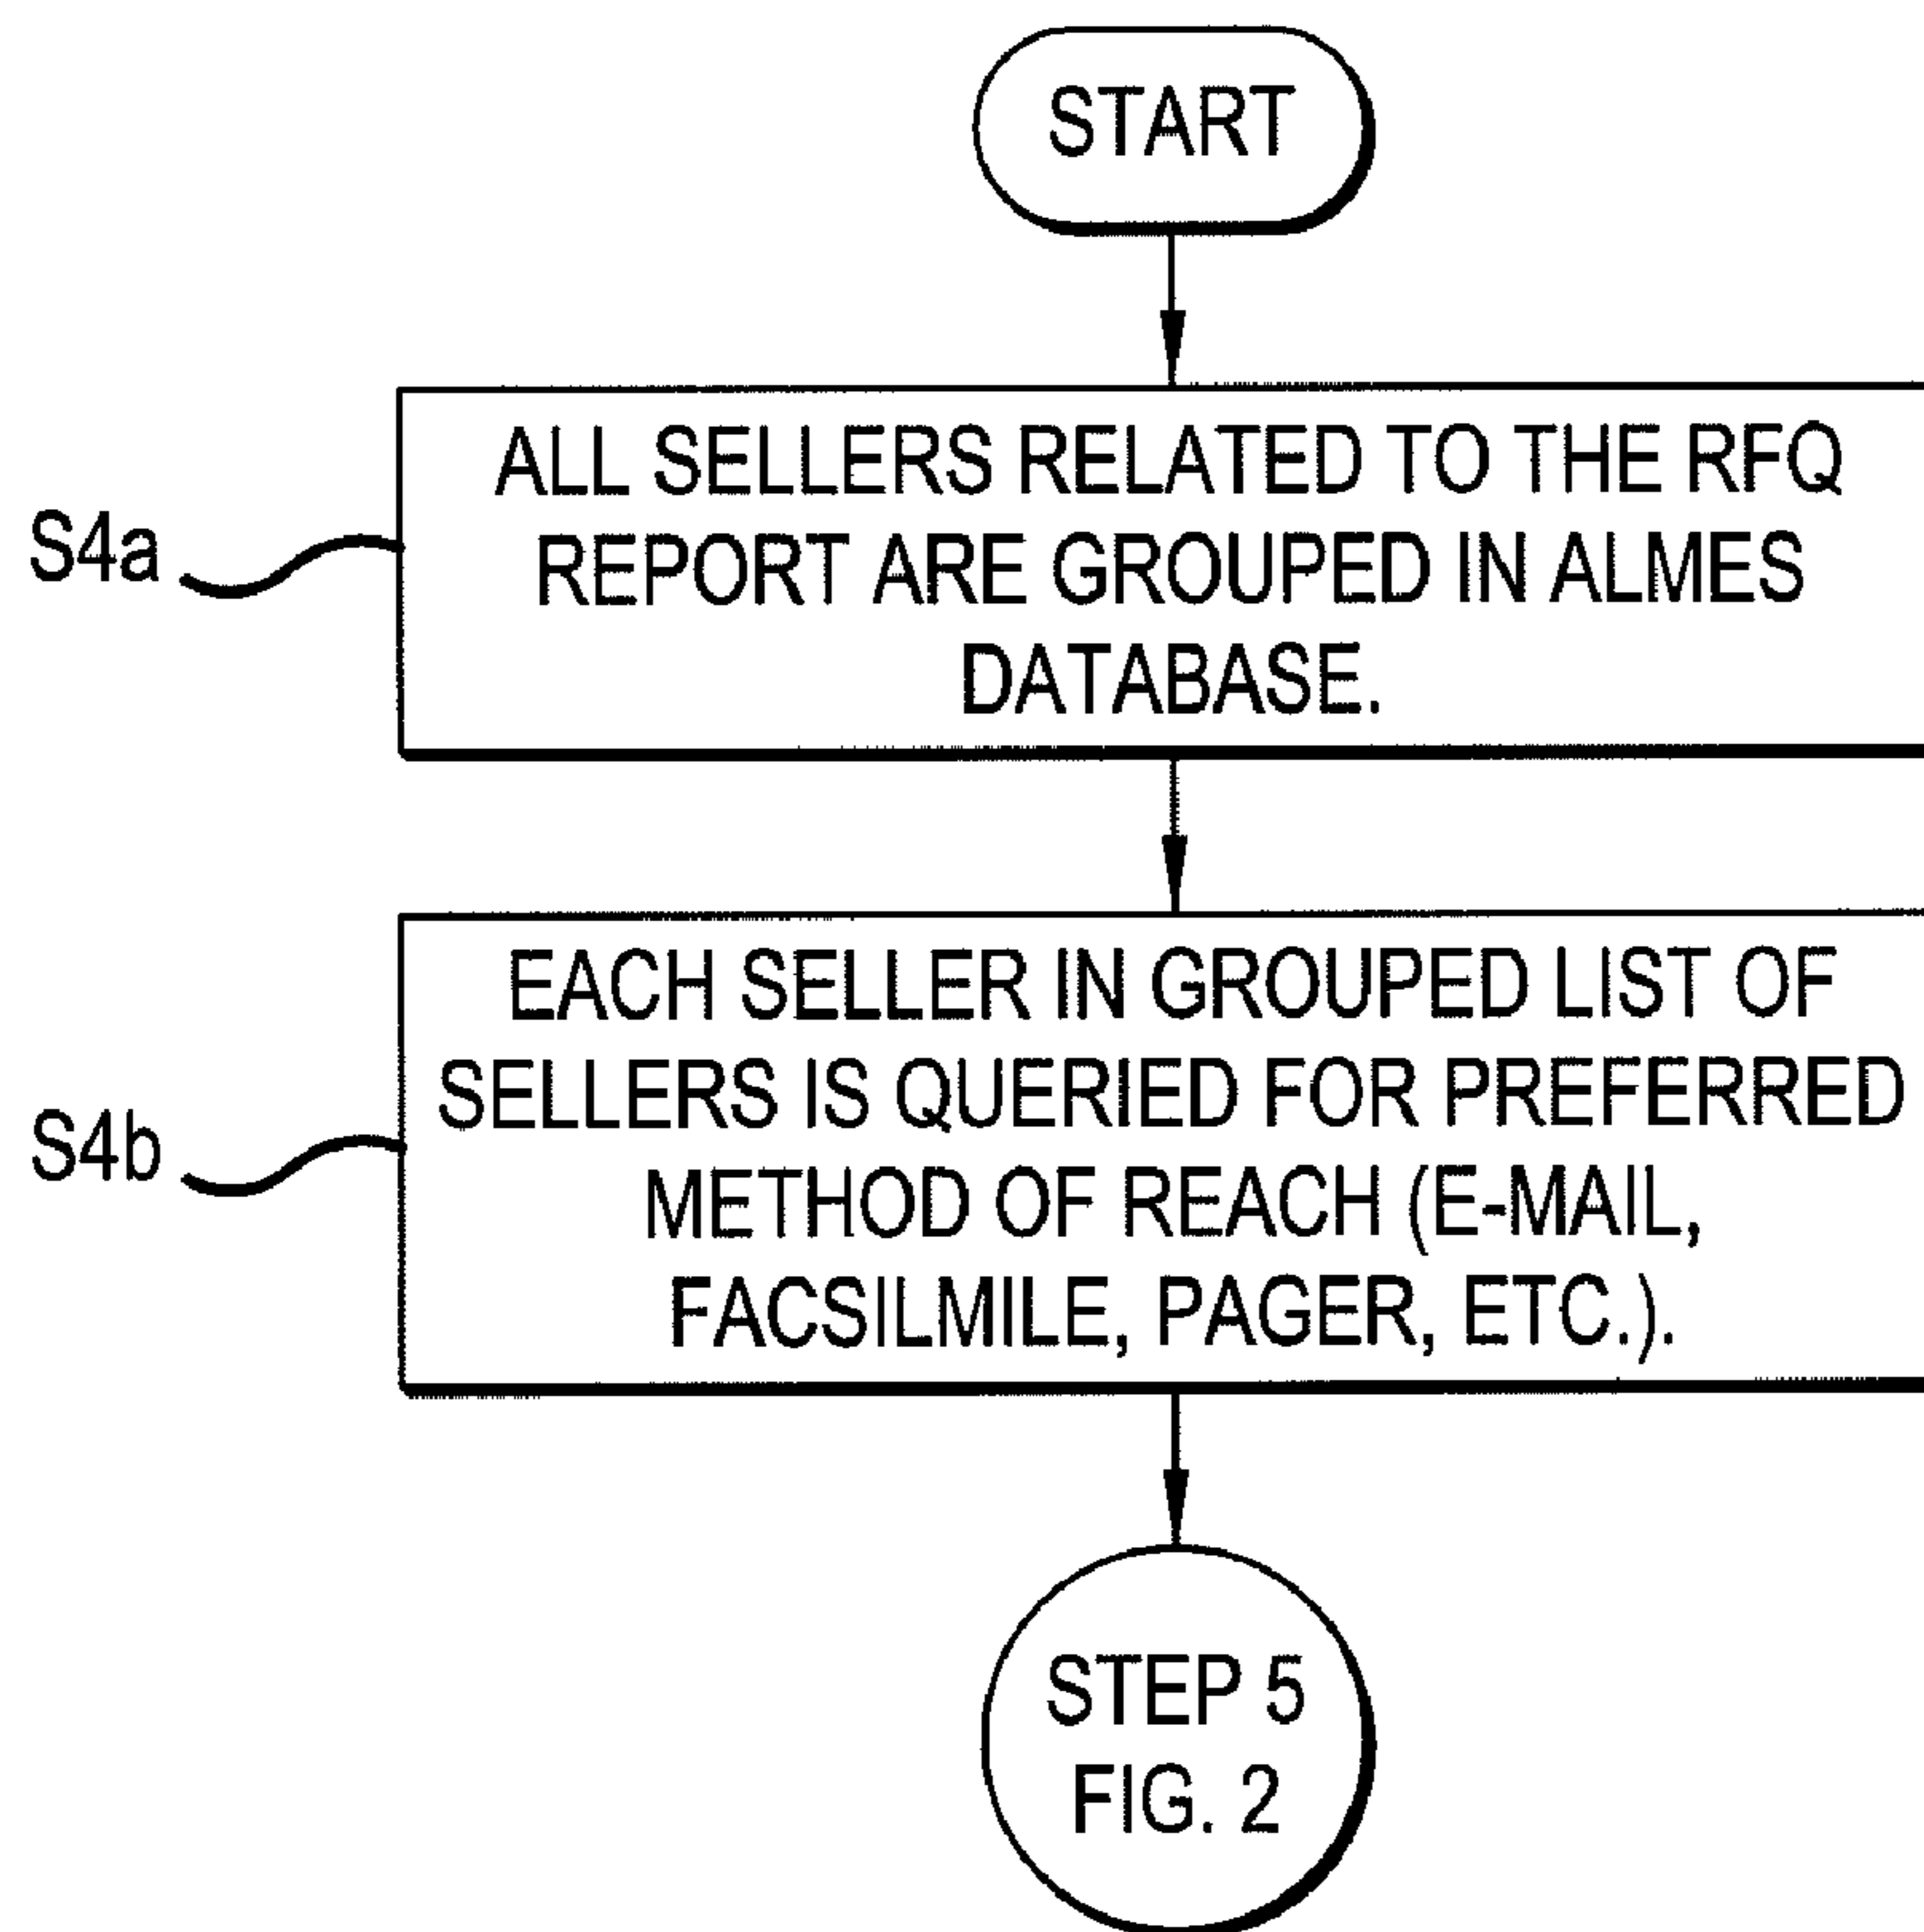 START
ALL SELLERS RELATED TO THE RFQ
REPORT ARE GROUPED IN ALMES
DATABASE.
S4a
EACH SELLER IN GROUPED LIST OF
SELLERS IS QUERIED FOR PREFERRED
METHOD OF REACH (E-MAIL,
FACSILMILE, PAGER, ETC.).
S4b
STEP 5
FIG. 2